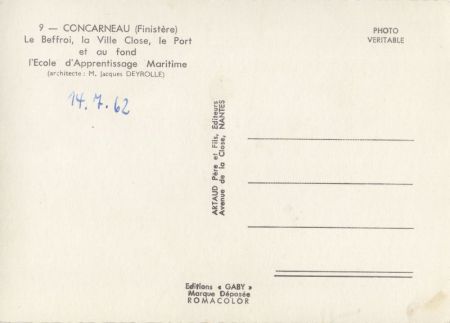 9 — CONCARNEAU (Finistère)
Le Beffroi, la Ville Close, le Port
et au fond
l'Ecole d'Apprentissage Maritime
(architecte : M. Jacques DEYROLLE)
14.7.62
PHOTO
VERITABLE
ARTAUD Père et Fils, Editeurs
Avenue de la Close, NANTES
Editions « GABY »
Marque Déposée
ROMACOLOR